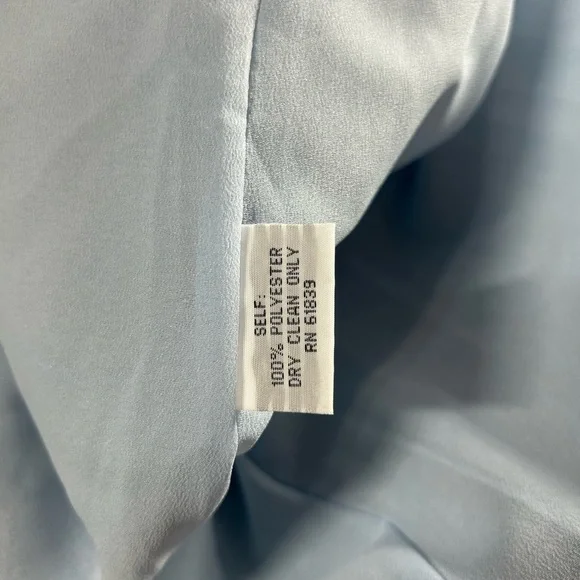 SELF:
100% POLYESTER
DRY CLEAN ONLY
RN 61839